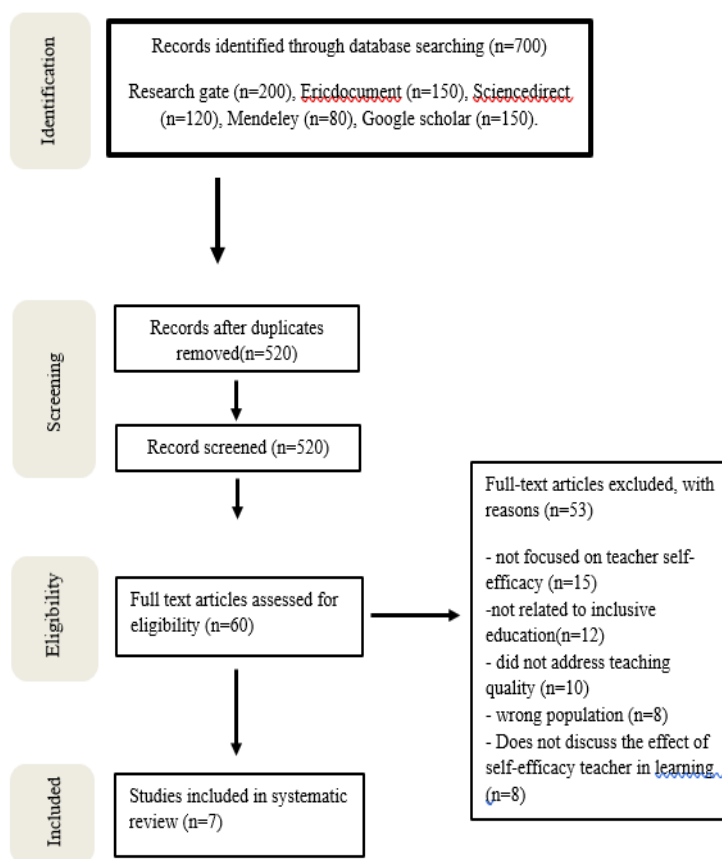 Identification
Records identified through database searching (n=700)
Research gate (n=200), Ericdocument (n=150), Sciencedirect
(n=120), Mendeley (n=80), Google scholar (n=150).
Screening
Records after duplicates
removed(n=520)
Record screened (n=520)
Eligibility
Full text articles assessed for
eligibility (n=60)
Full-text articles excluded, with
reasons (n=53)
- not focused on teacher self-
efficacy (n=15)
-not related to inclusive
education(n=12)
- did not address teaching
quality (n=10)
- wrong population (n=8)
- Does not discuss the effect of
self-efficacy teacher in learning
(n=8)
Included
Studies included in systematic
review (n=7)